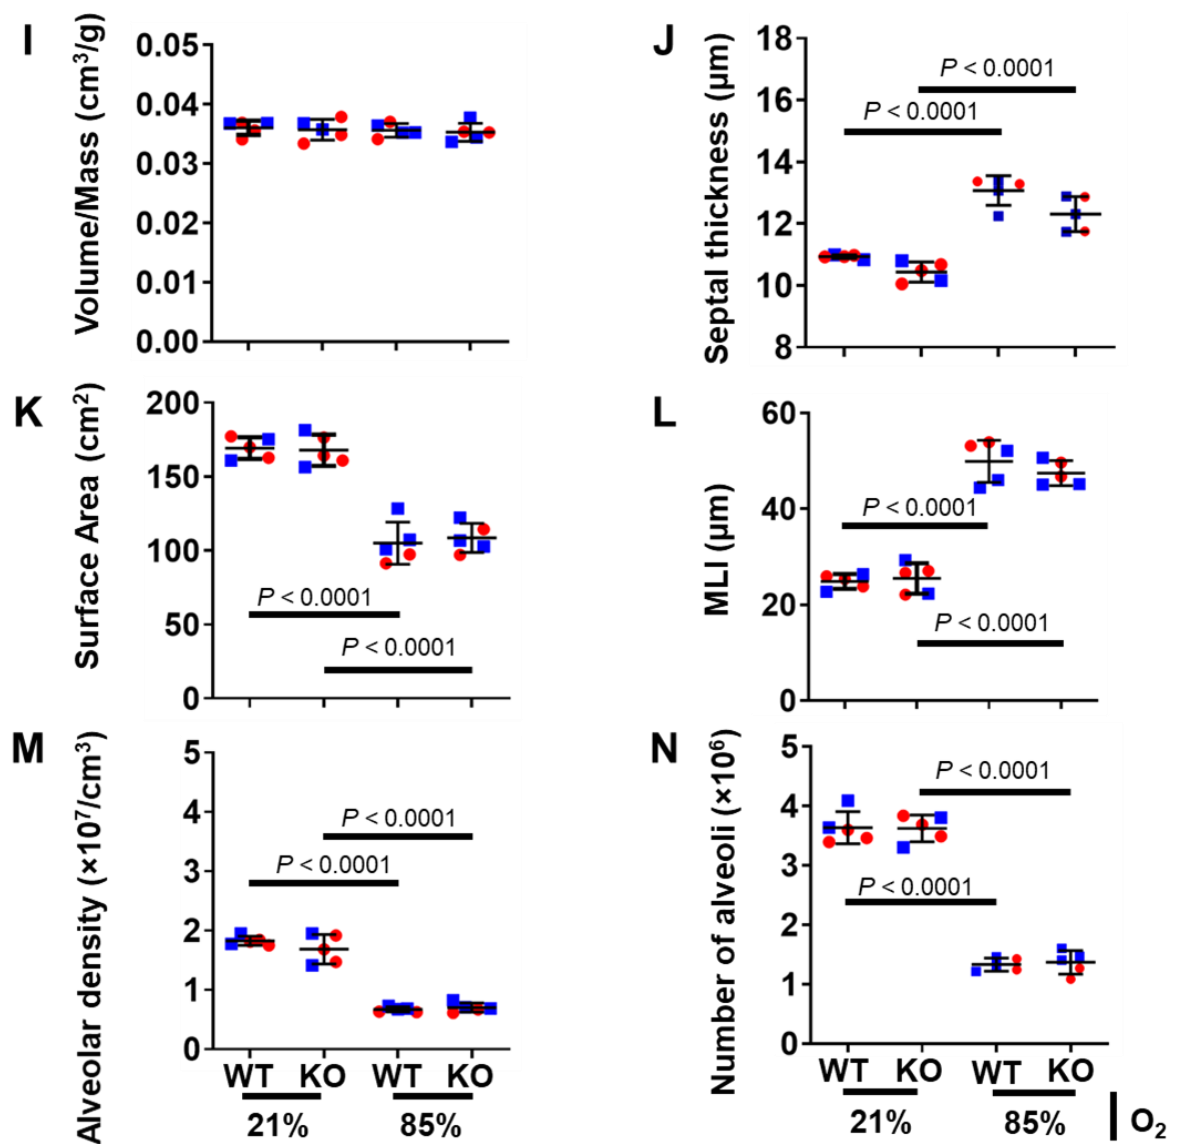 I
Volume/Mass (cm³/g)
0.05
0.04
0.03
0.02
0.01
0.00
J
Septal thickness (μm)
18
16
14
12
10
8
P < 0.0001
P < 0.0001
K
Surface Area (cm²)
200
150
100
50
0
P < 0.0001
P < 0.0001
L
MLI (μm)
60
40
20
0
P < 0.0001
P < 0.0001
M
Alveolar density (×10⁷/cm³)
5
4
3
2
1
0
P < 0.0001
P < 0.0001
WT KO WT KO
21% 85%
N
Number of alveoli (×10⁶)
5
4
3
2
1
0
P < 0.0001
P < 0.0001
WT KO WT KO
21% 85% O₂